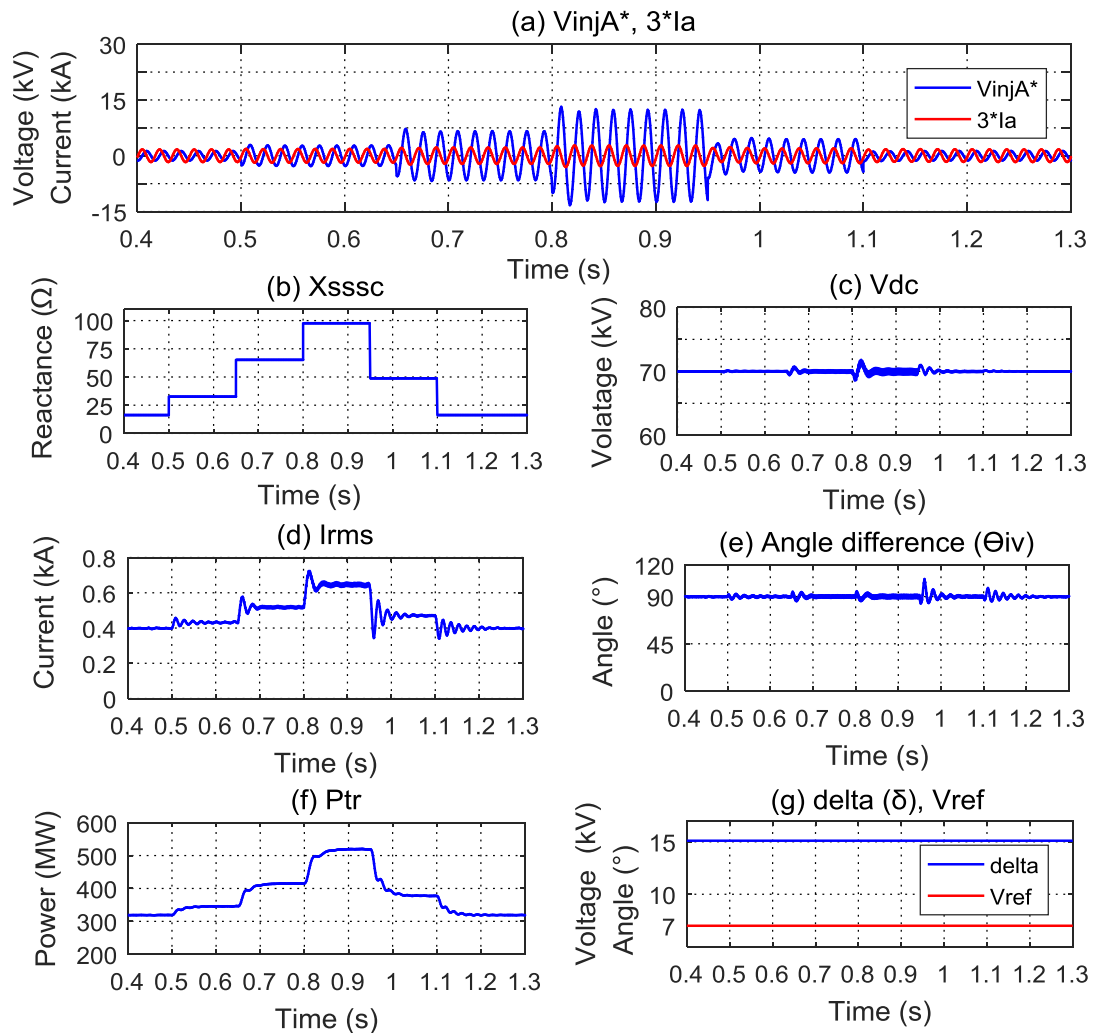 (a) VinjA*, 3*Ia
Voltage (kV)
Current (kA)
30
15
0
-15
VinjA*
3*Ia
0.4 0.5 0.6 0.7 0.8 0.9 1 1.1 1.2 1.3
Time (s)
(b) Xsssc
Reactance (Ω)
100
75
50
25
0
0.4 0.5 0.6 0.7 0.8 0.9 1 1.1 1.2 1.3
Time (s)
(c) Vdc
Volatage (kV)
80
70
60
0.4 0.5 0.6 0.7 0.8 0.9 1 1.1 1.2 1.3
Time (s)
(d) Irms
Current (kA)
0.8
0.6
0.4
0.2
0
0.4 0.5 0.6 0.7 0.8 0.9 1 1.1 1.2 1.3
Time (s)
(e) Angle difference (Θiv)
Angle (°)
120
90
45
0
0.4 0.5 0.6 0.7 0.8 0.9 1 1.1 1.2 1.3
Time (s)
(f) Ptr
Power (MW)
600
500
400
300
200
0.4 0.5 0.6 0.7 0.8 0.9 1 1.1 1.2 1.3
Time (s)
(g) delta (δ), Vref
Voltage (kV)
Angle (°)
15
10
7
delta
Vref
0.4 0.5 0.6 0.7 0.8 0.9 1 1.1 1.2 1.3
Time (s)